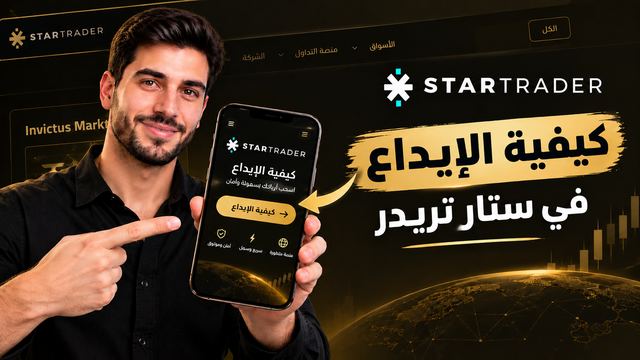 STARTRADER
الأسواق
منصة التداول
الشركة
الكل
Invictus Mark
STARTRADER
كيفية الإيداع
في ستار تريدر
STARTRADER
كيفية الإيداع
اسحب أرباحك بسهولة وأمان
كيفية الإيداع
أمان وموثوق
سريع وسهل
منصة متطورة